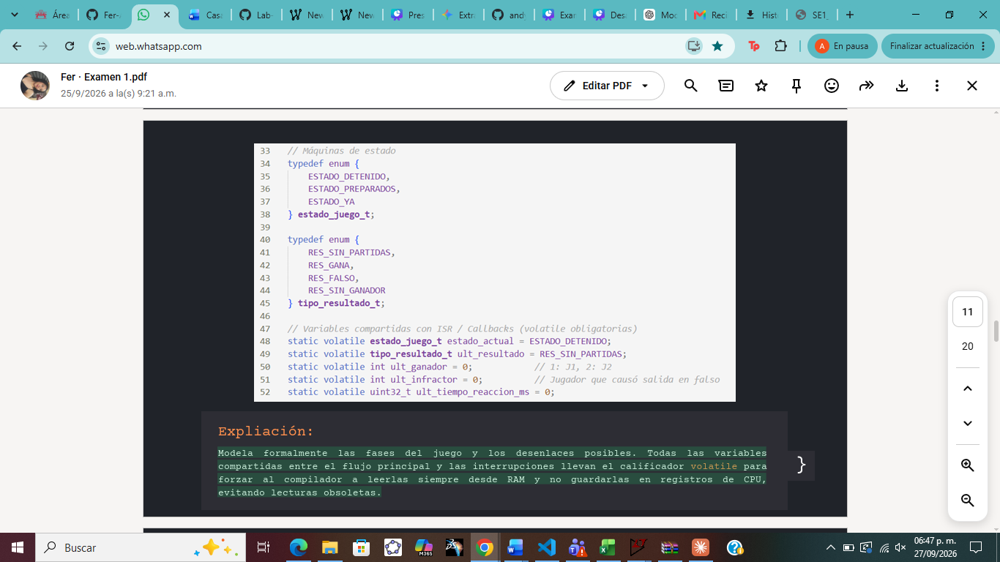 Área
Fer-
Casa
Lab-
New
New
Pres
Extra
and
Exan
Desa
Mod
Reci
Hist
SE1_
web.whatsapp.com
A
En pausa
Finalizar actualización
Fer · Examen 1.pdf
25/9/2026 a la(s) 9:21 a.m.
Editar PDF
33 // Máquinas de estado
34 typedef enum {
35 ESTADO_DETENIDO,
36 ESTADO_PREPARADOS,
37 ESTADO_YA
38 } estado_juego_t;
39
40 typedef enum {
41 RES_SIN_PARTIDAS,
42 RES_GANA,
43 RES_FALSO,
44 RES_SIN_GANADOR
45 } tipo_resultado_t;
46
47 // Variables compartidas con ISR / Callbacks (volatile obligatorias)
48 static volatile estado_juego_t estado_actual = ESTADO_DETENIDO;
49 static volatile tipo_resultado_t ult_resultado = RES_SIN_PARTIDAS;
50 static volatile int ult_ganador = 0; // 1: J1, 2: J2
51 static volatile int ult_infractor = 0; // Jugador que causó salida en falso
52 static volatile uint32_t ult_tiempo_reaccion_ms = 0;
Expliación:
Modela formalmente las fases del juego y los desenlaces posibles. Todas las variables
compartidas entre el flujo principal y las interrupciones llevan el calificador volatile para
forzar al compilador a leerlas siempre desde RAM y no guardarlas en registros de CPU,
evitando lecturas obsoletas.
}
11
20
Buscar
M365
06:47 p. m.
27/09/2026